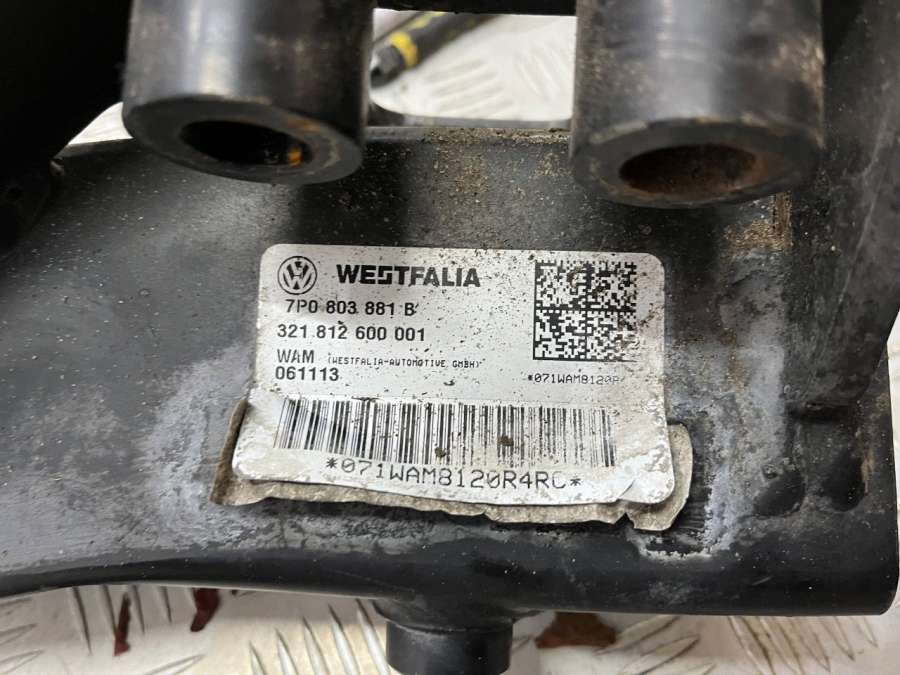 WESTFALIA
7P0 803 881 B
321 812 600 001
WAM (WESTFALIA-AUTOMOTIVE GMBH)
061113
*071WAM8120R
*071WAM8120R4RC*